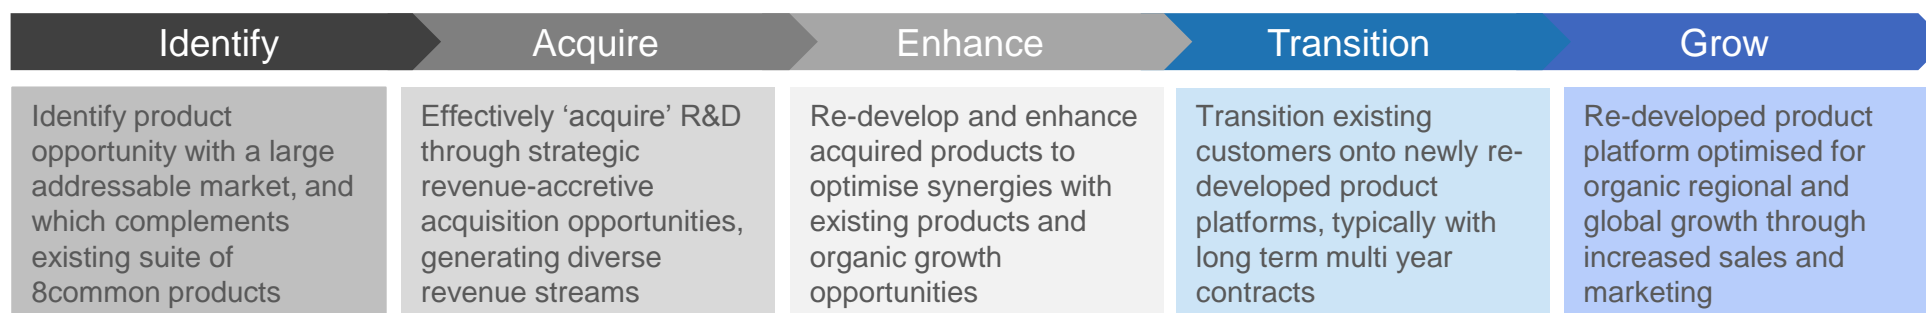 Identify
Acquire
Enhance
Transition
Grow
Identify product
opportunity with a large
addressable market, and
which complements
existing suite of
8common products
Effectively ‘acquire’ R&D
through strategic
revenue-accretive
acquisition opportunities,
generating diverse
revenue streams
Re-develop and enhance
acquired products to
optimise synergies with
existing products and
organic growth
opportunities
Transition existing
customers onto newly re-
developed product
platforms, typically with
long term multi year
contracts
Re-developed product
platform optimised for
organic regional and
global growth through
increased sales and
marketing